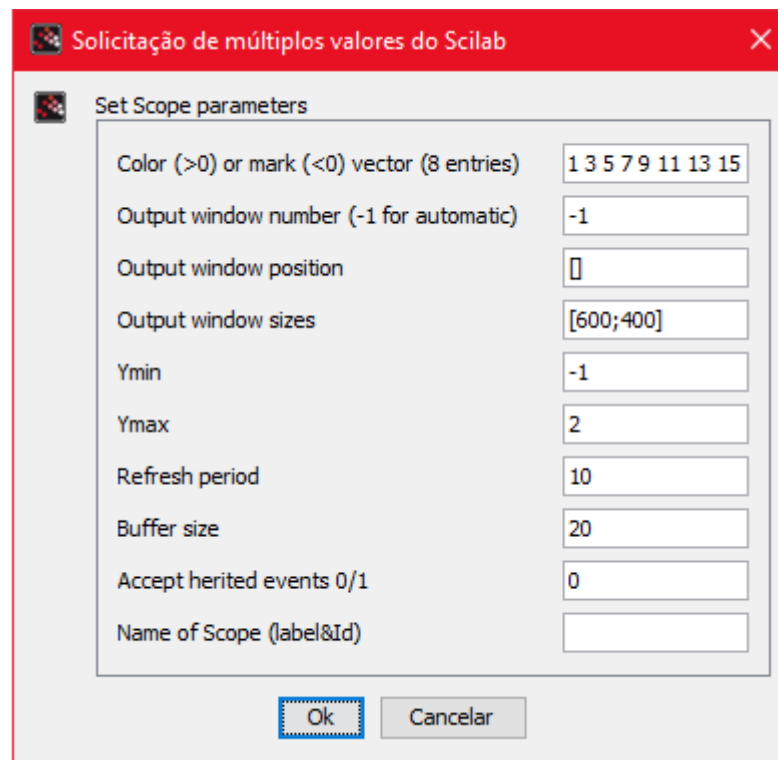 Solicitação de múltiplos valores do Scilab
Set Scope parameters
Color (>0) or mark (<0) vector (8 entries) 1 3 5 7 9 11 13 15
Output window number (-1 for automatic) -1
Output window position []
Output window sizes [600;400]
Ymin -1
Ymax 2
Refresh period 10
Buffer size 20
Accept herited events 0/1 0
Name of Scope (label&Id)
Ok Cancelar